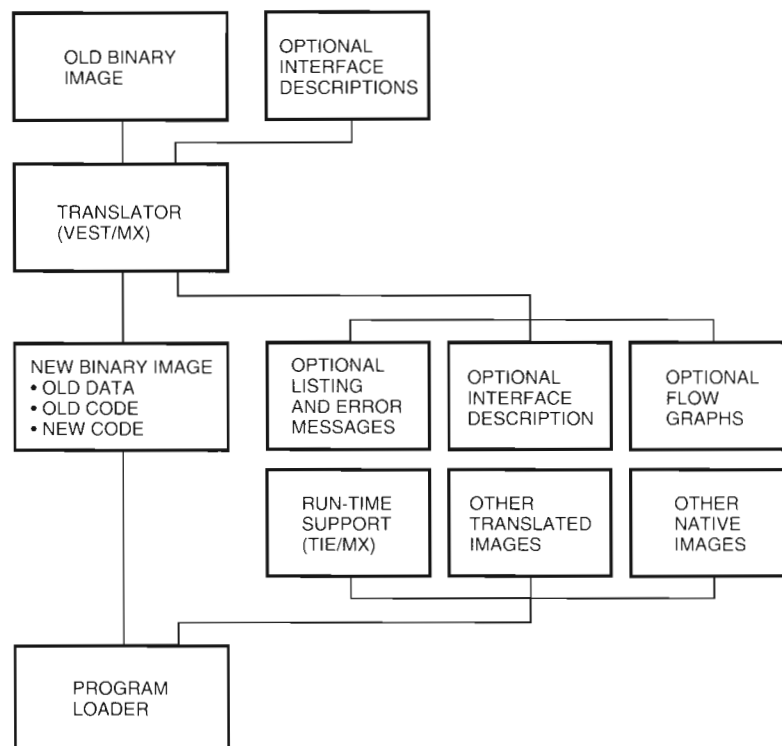 OLD BINARY
IMAGE
OPTIONAL
INTERFACE
DESCRIPTIONS
TRANSLATOR
(VEST/MX)
NEW BINARY IMAGE
• OLD DATA
• OLD CODE
• NEW CODE
OPTIONAL
LISTING
AND ERROR
MESSAGES
OPTIONAL
INTERFACE
DESCRIPTION
OPTIONAL
FLOW
GRAPHS
RUN-TIME
SUPPORT
(TIE/MX)
OTHER
TRANSLATED
IMAGES
OTHER
NATIVE
IMAGES
PROGRAM
LOADER